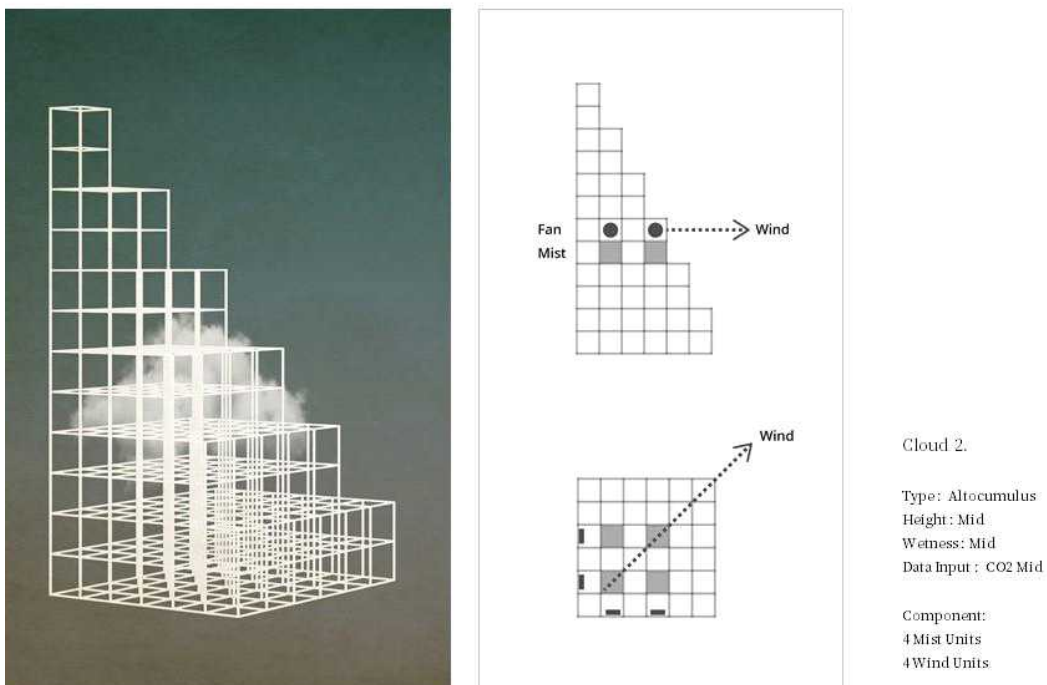 Fan
Wind
Mist
Wind
Cloud 2.
Type: Altocumulus
Height: Mid
Wetness: Mid
Data Input : CO2 Mid
Component:
4 Mist Units
4 Wind Units